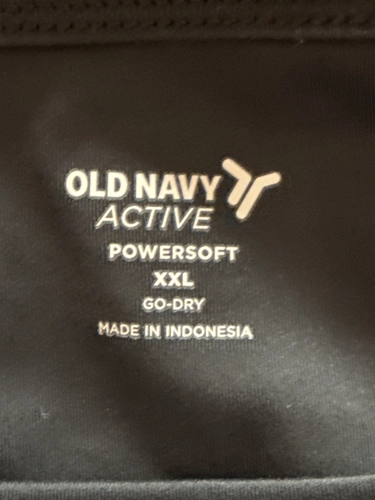 OLD NAVY
ACTIVE
POWERSOFT
XXL
GO-DRY
MADE IN INDONESIA